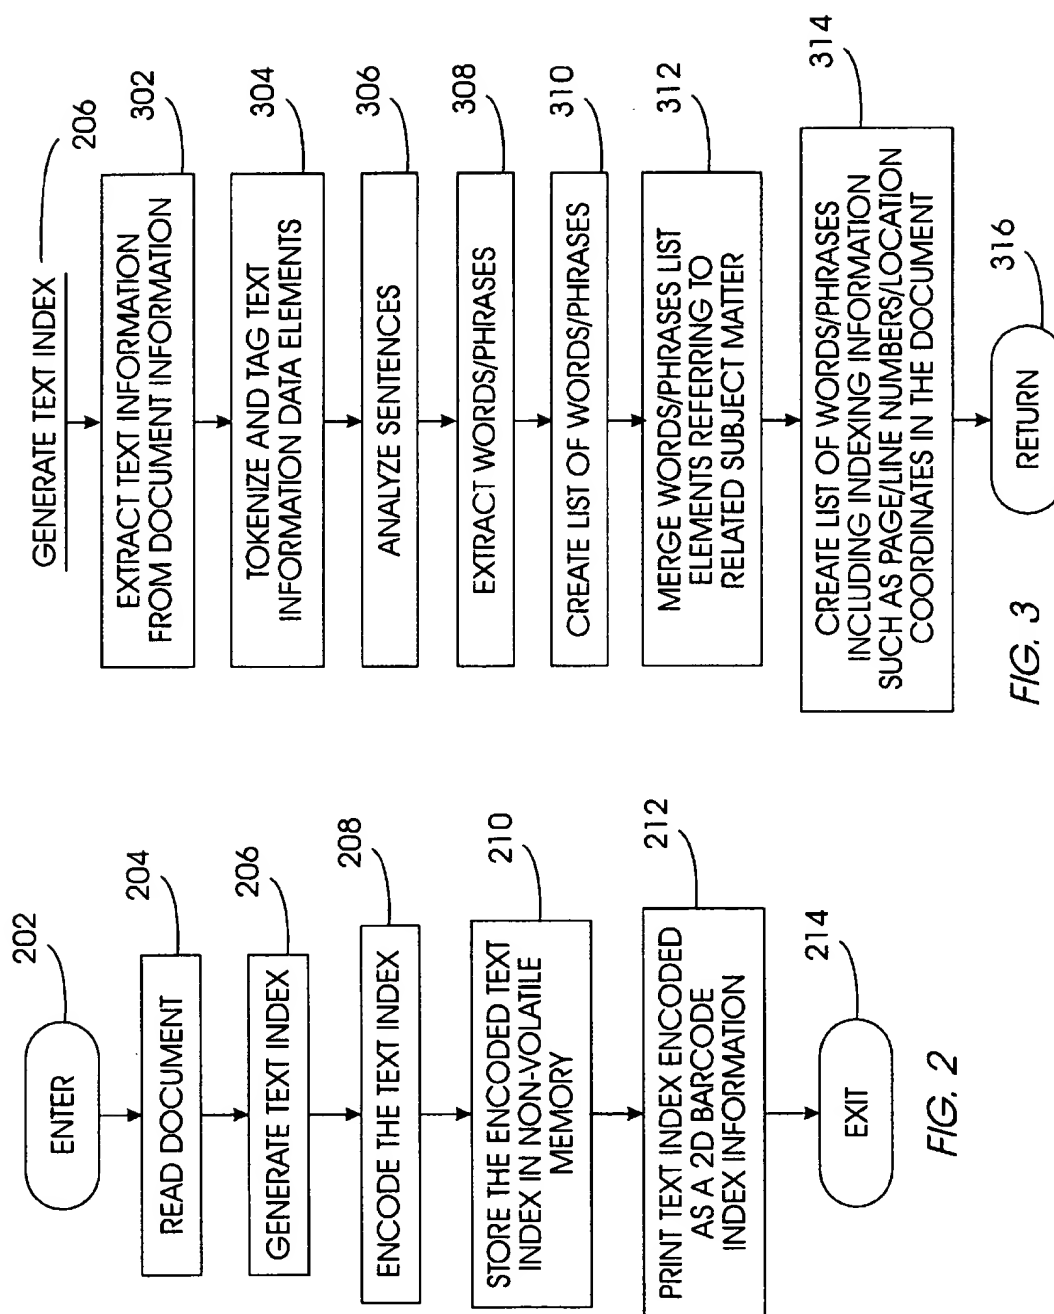 202
ENTER
204
READ DOCUMENT
206
GENERATE TEXT INDEX
208
ENCODE THE TEXT INDEX
210
STORE THE ENCODED TEXT
INDEX IN NON-VOLATILE
MEMORY
212
PRINT TEXT INDEX ENCODED
AS A 2D BARCODE
INDEX INFORMATION
214
EXIT
FIG. 2
GENERATE TEXT INDEX
206
302
EXTRACT TEXT INFORMATION
FROM DOCUMENT INFORMATION
304
TOKENIZE AND TAG TEXT
INFORMATION DATA ELEMENTS
306
ANALYZE SENTENCES
308
EXTRACT WORDS/PHRASES
310
CREATE LIST OF WORDS/PHRASES
312
MERGE WORDS/PHRASES LIST
ELEMENTS REFERRING TO
RELATED SUBJECT MATTER
314
CREATE LIST OF WORDS/PHRASES
INCLUDING INDEXING INFORMATION
SUCH AS PAGE/LINE NUMBERS/LOCATION
COORDINATES IN THE DOCUMENT
316
RETURN
FIG. 3